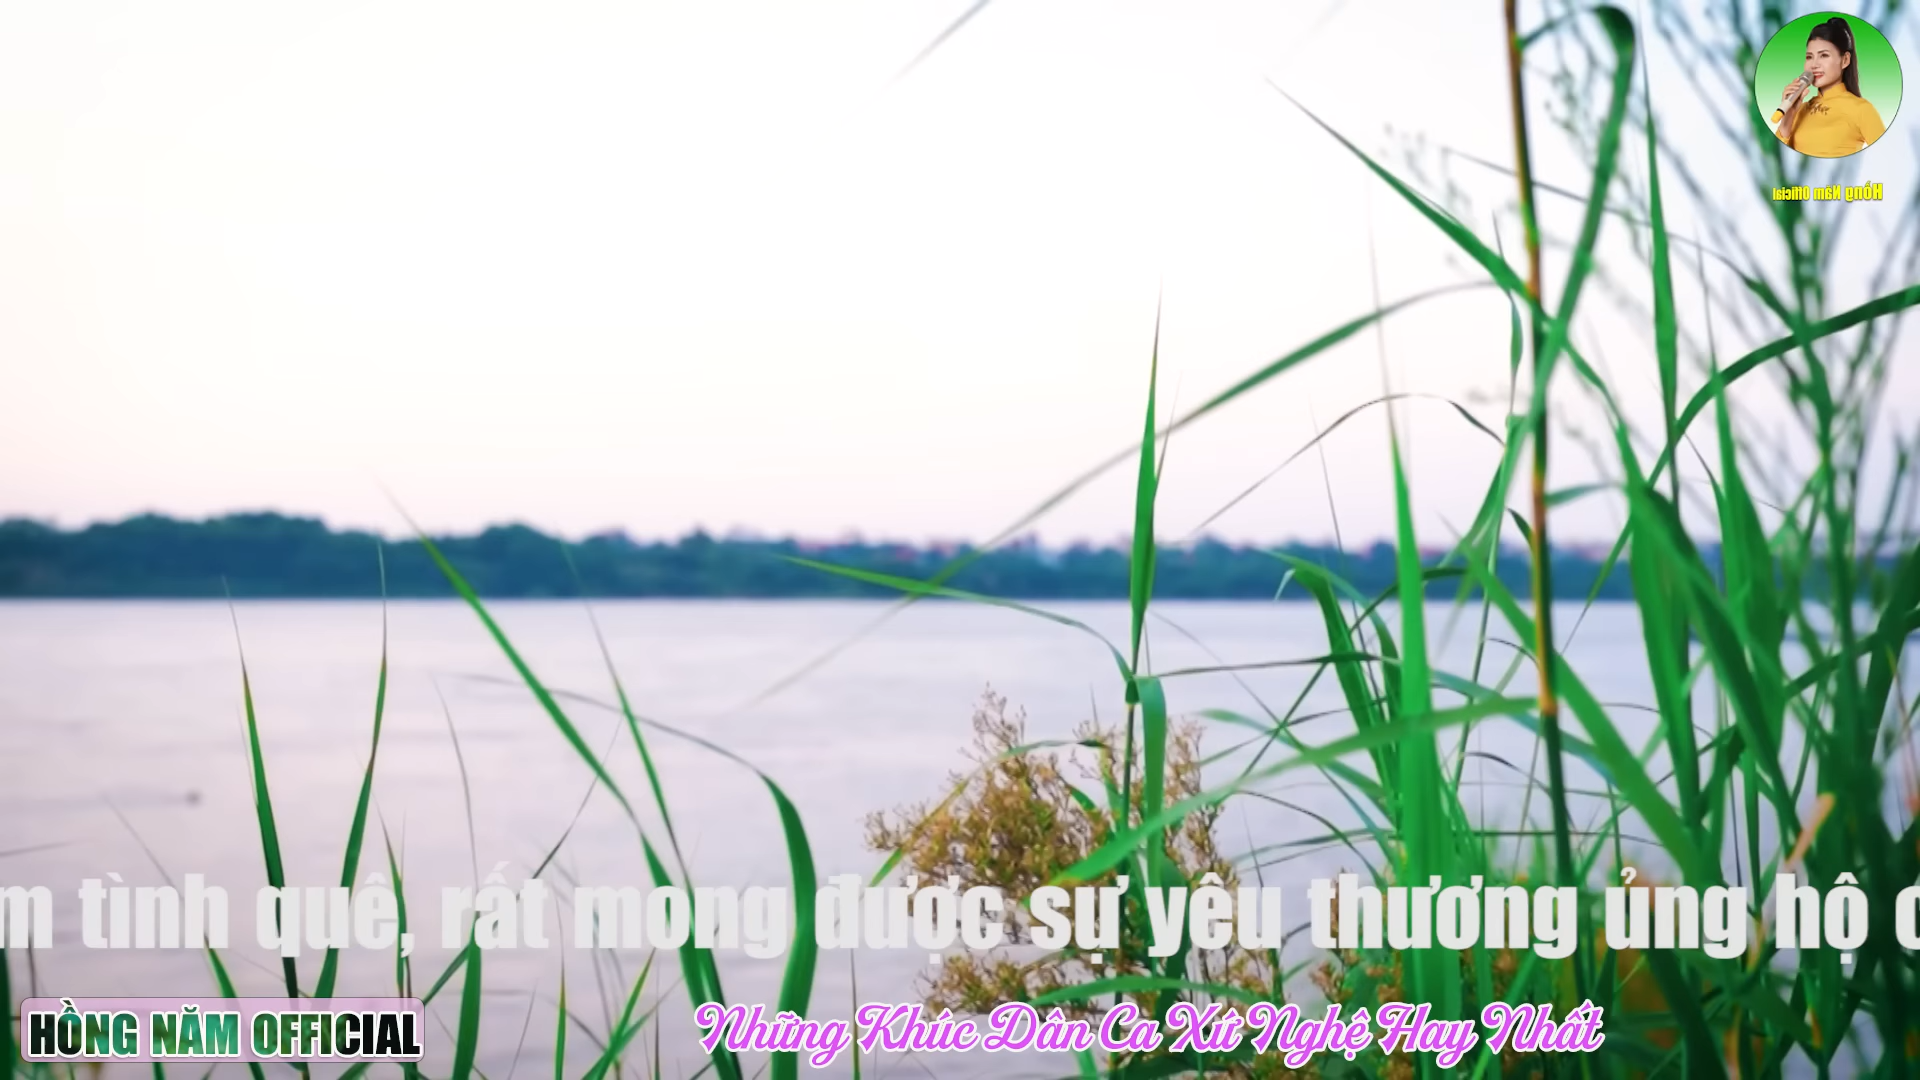 Hồng Năm Official
tình quê, rất mong được sự yêu thương ủng hộ
HỒNG NĂM OFFICIAL
Những Khúc Dân Ca Xứ Nghệ Hay Nhất